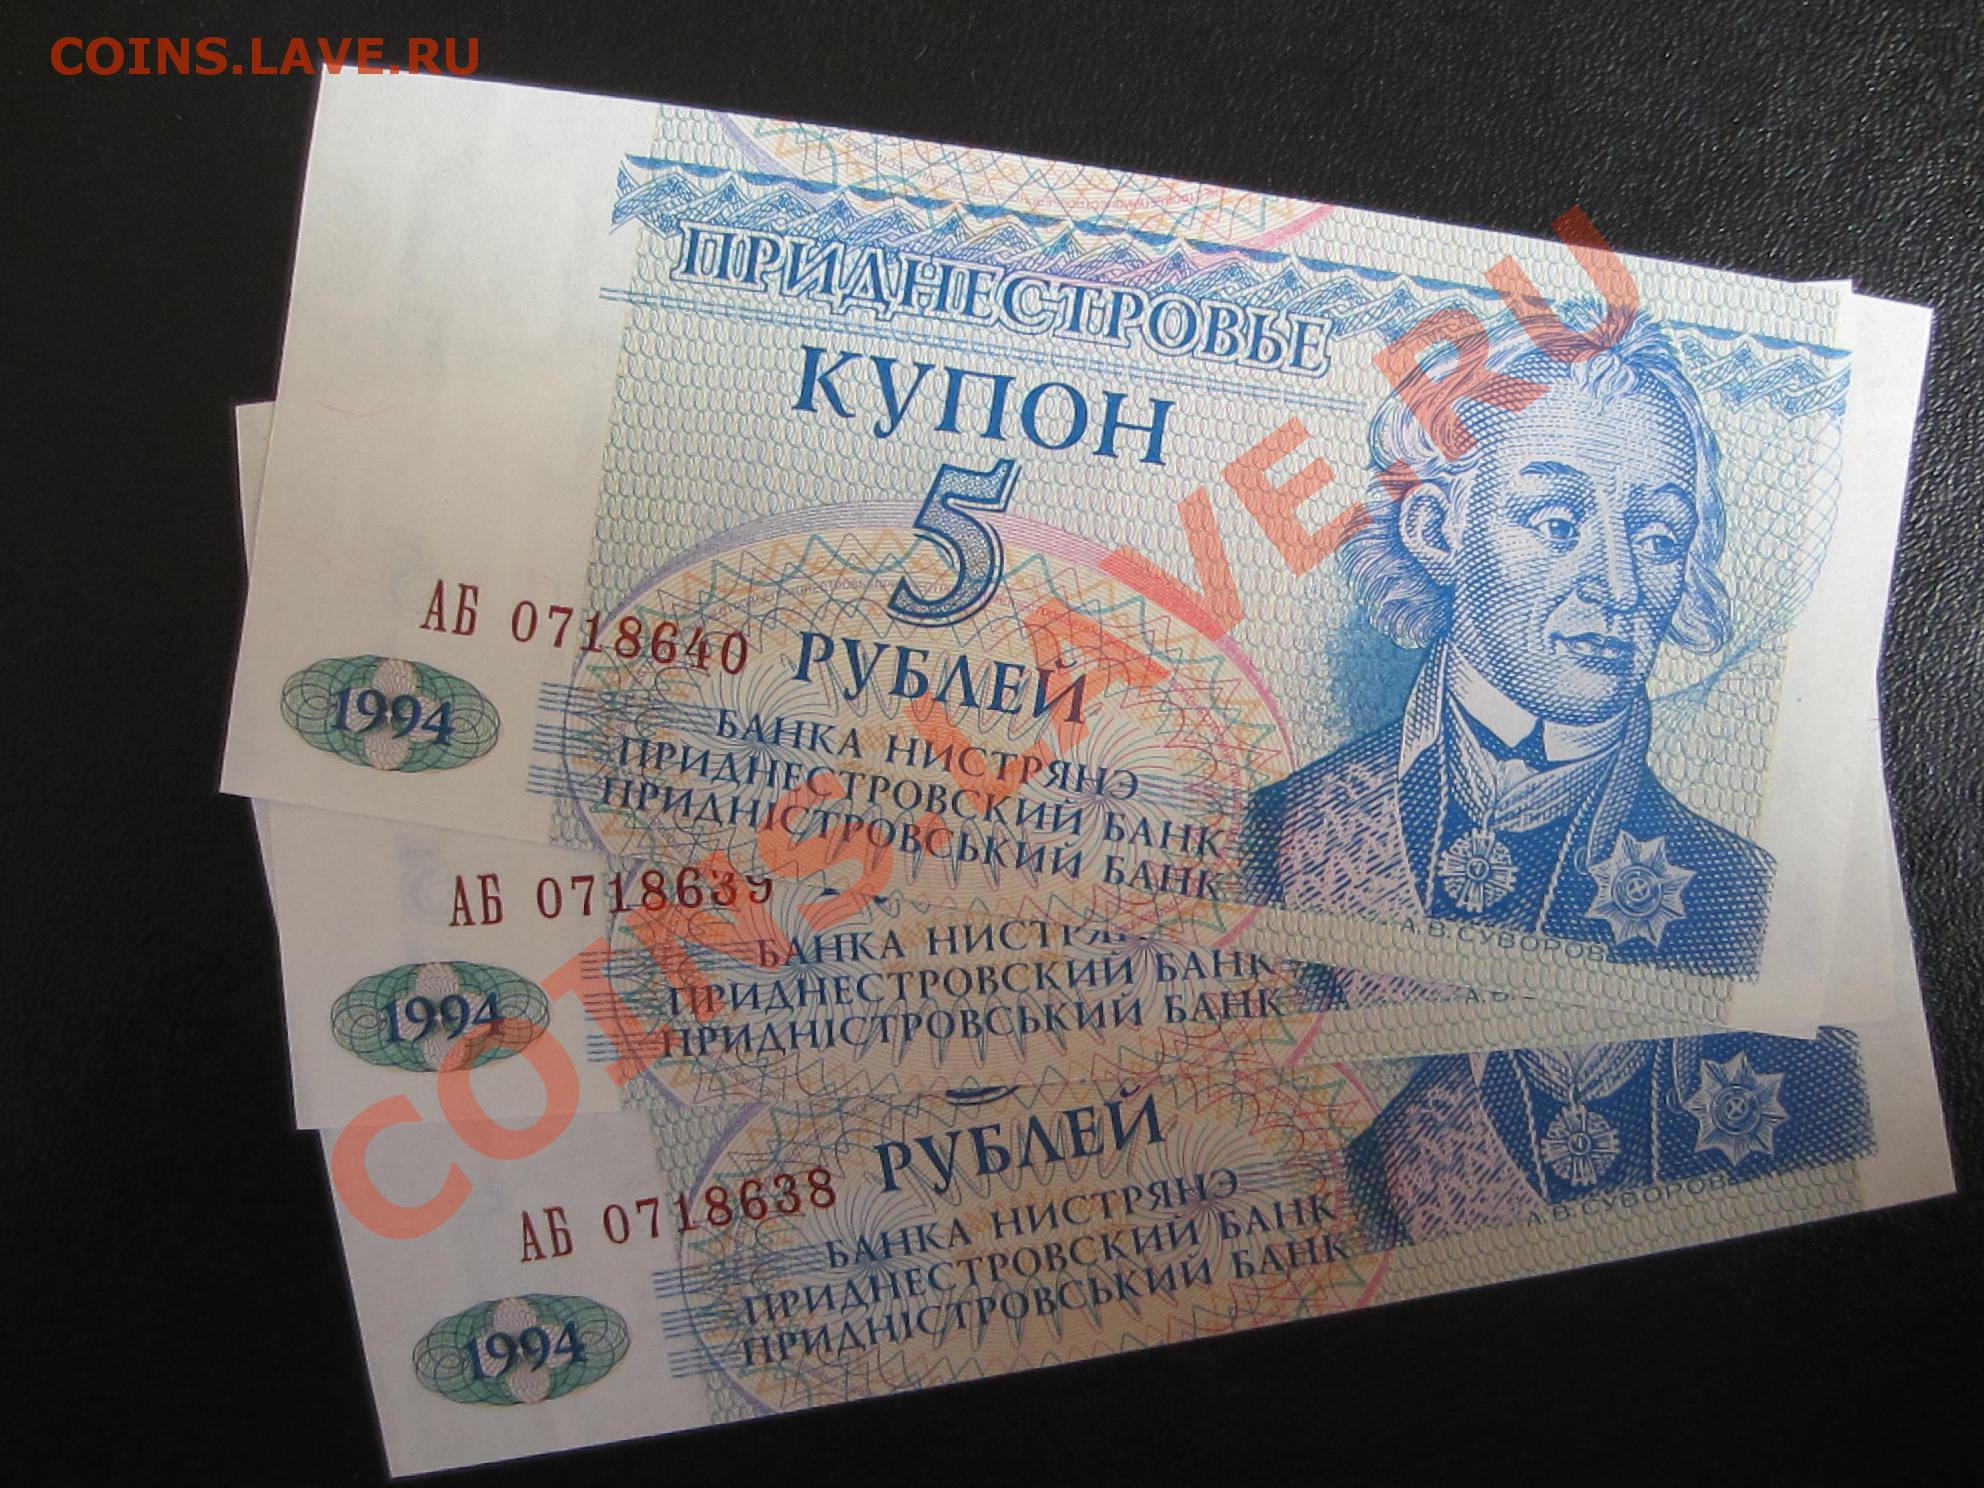 COINS.LAVE.RU
ПРИДНЕСТРОВЬЕ
КУПОН
5
РУБЛЕЙ
АБ 0718640
1994
БАНКА НИСТРЯНЭ
ПРИДНЕСТРОВСКИЙ БАНК
ПРИДНІСТРОВСЬКИЙ БАНК
А.В.СУВОРОВ
АБ 0718639
1994
БАНКА
ПРИДНЕСТРОВСКИЙ БАНК
ПРИДНІСТРОВСЬКИЙ БАНК
РУБЛЕЙ
АБ 0718638
1994
БАНКА НИСТРЯНЭ
ПРИДНЕСТРОВСКИЙ БАНК
ПРИДНІСТРОВСЬКИЙ БАНК
А.В.СУВОРОВ
COINS.LAVE.RU